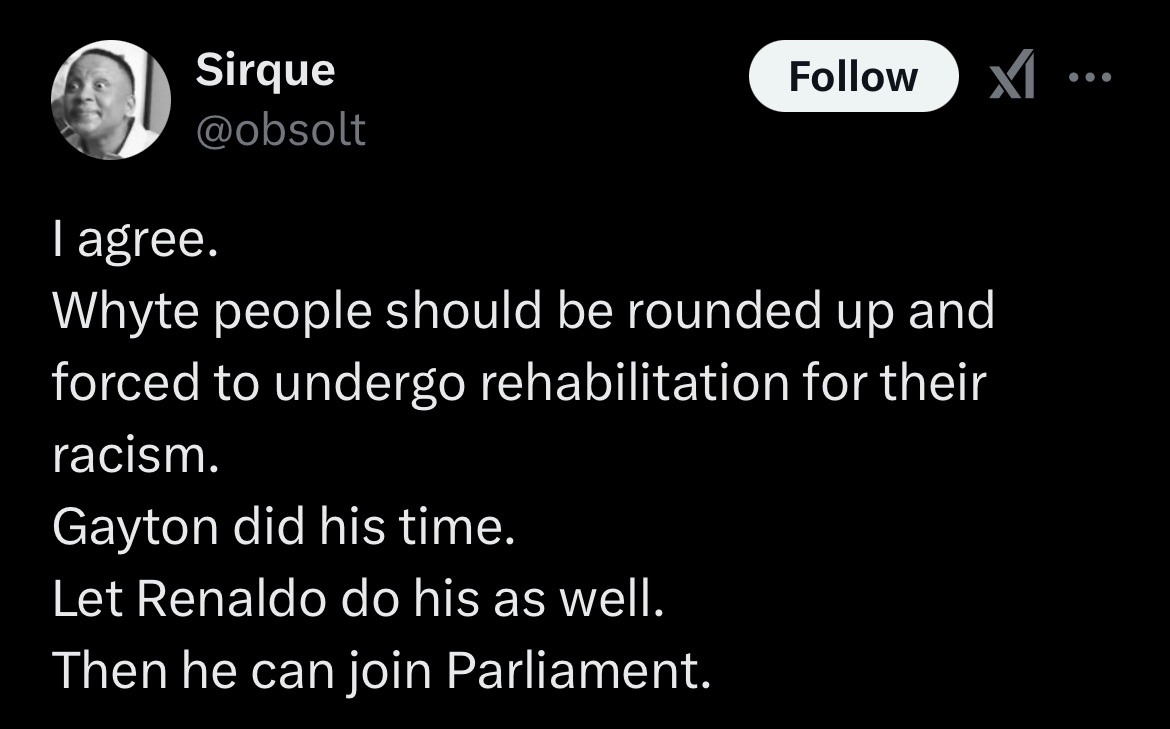 Sirque
@obsolt
Follow
I agree.
Whyte people should be rounded up and
forced to undergo rehabilitation for their
racism.
Gayton did his time.
Let Renaldo do his as well.
Then he can join Parliament.